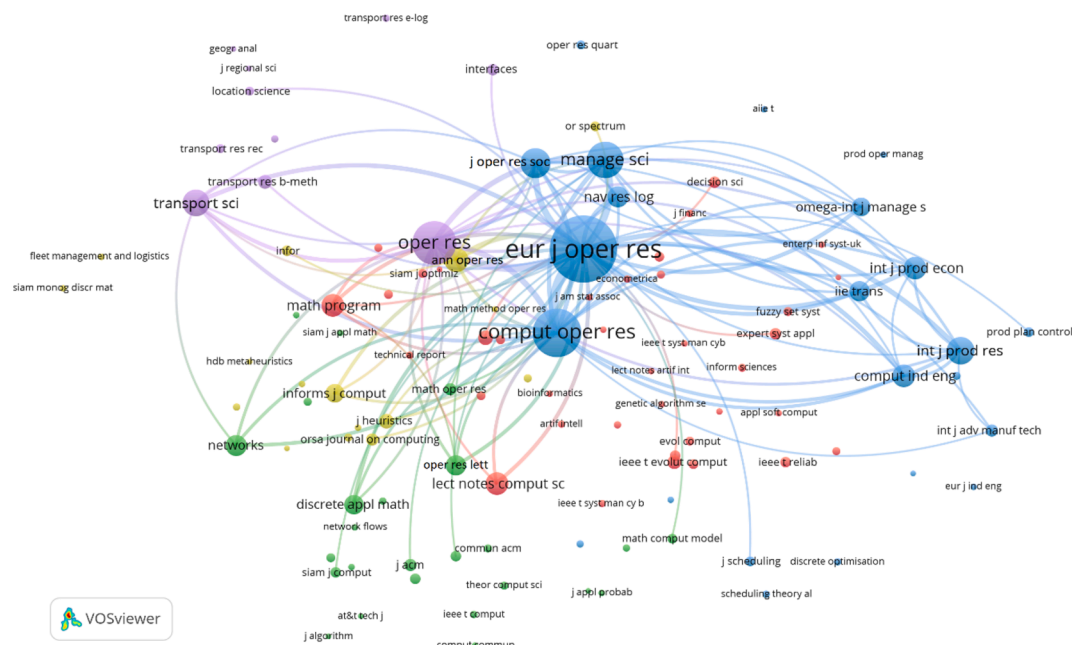 transport res e-log
geogr anal
oper res quart
j regional sci
interfaces
location science
aiie t
or spectrum
transport res rec
j oper res soc
manage sci
prod oper manag
transport res b-meth
decision sci
nav res log
transport sci
omega-int j manage s
j financ
oper res
eur j oper res
enterp inf syst-uk
infor
fleet management and logistics
ann oper res
int j prod econ
siam j optimiz
econometrica
siam monog discr mat
iie trans
j am stat assoc
math program
math method oper res
fuzzy set syst
siam j appl math
comput oper res
expert syst appl
prod plan control
ieee t syst man cyb
int j prod res
technical report
hdb metaheuristics
lect notes artif int
inform sciences
comput ind eng
math oper res
informs j comput
bioinformatics
genetic algorithm se
appl soft comput
j heuristics
artif intell
int j adv manuf tech
orsa journal on computing
evol comput
networks
oper res lett
ieee t evolut comput
ieee t reliab
lect notes comput sc
eur j ind eng
discrete appl math
ieee t syst man cy b
network flows
math comput model
commun acm
j scheduling
discrete optimisation
j acm
siam j comput
theor comput sci
j appl probab
scheduling theory al
at&t tech j
ieee t comput
VOSviewer
j algorithm
comput commun